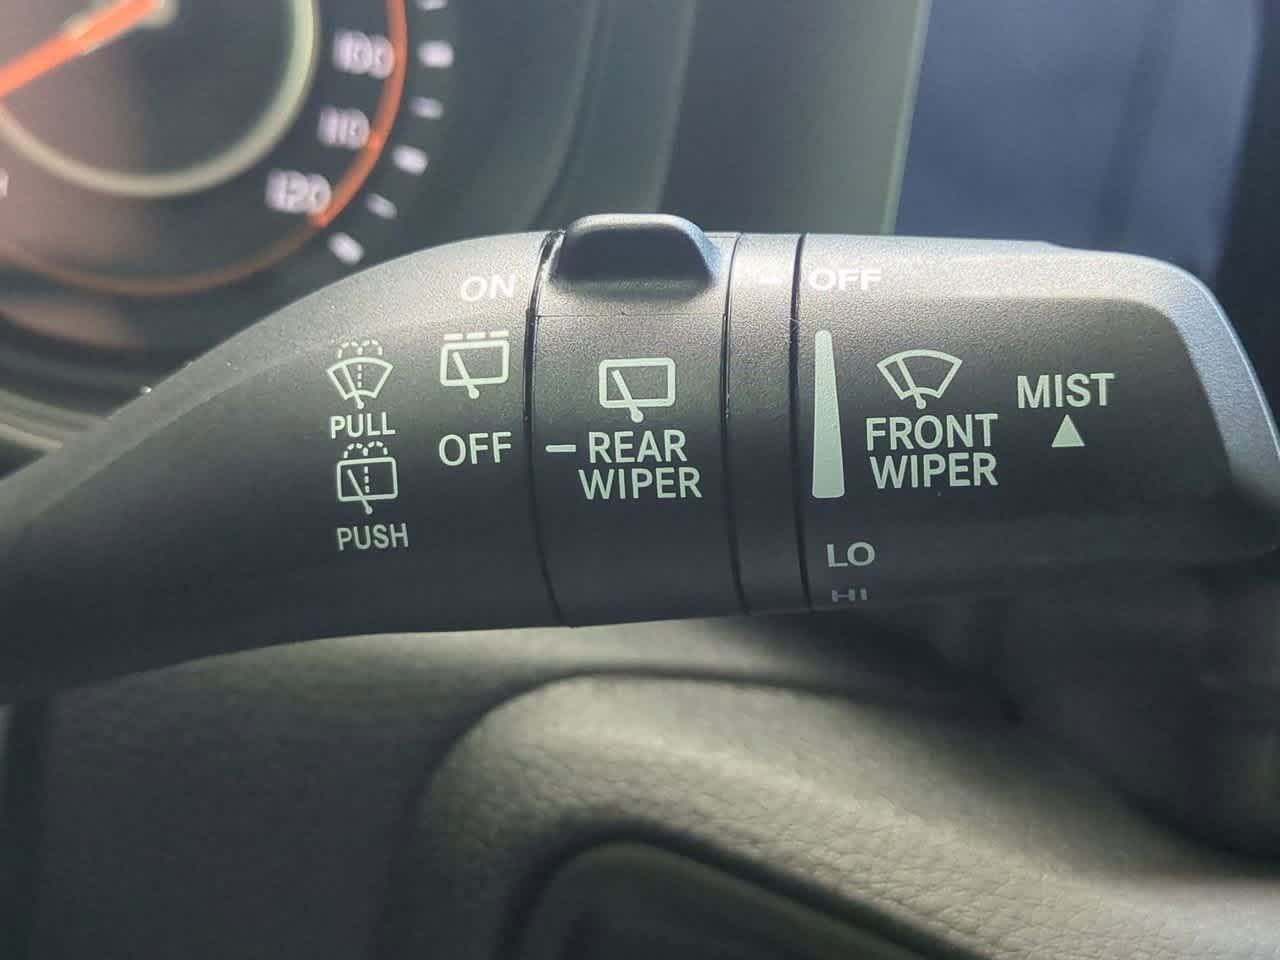 100
110
120
ON
OFF
PULL
PUSH
OFF
REAR
WIPER
FRONT
WIPER
MIST
LO
HI